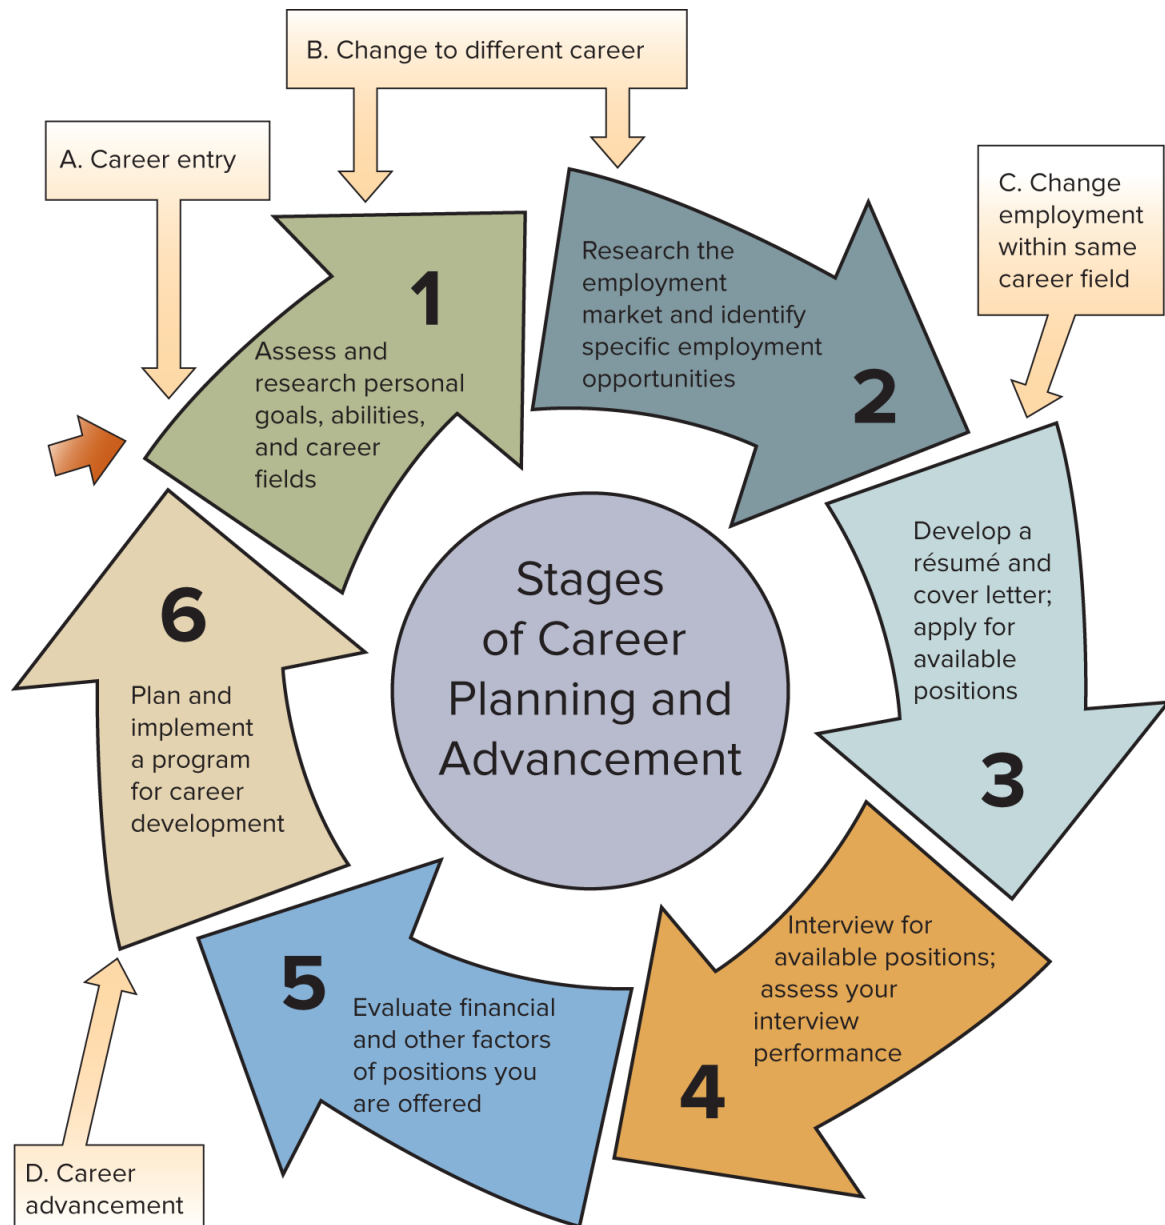 B. Change to different career
A. Career entry
C. Change
employment
within same
career field
1
Assess and
research personal
goals, abilities,
and career
fields
Research the
employment
market and identify
specific employment
opportunities
2
Develop a
résumé and
cover letter;
apply for
available
positions
3
Interview for
available positions;
assess your
interview
performance
4
5
Evaluate financial
and other factors
of positions you
are offered
6
Plan and
implement
a program
for career
development
Stages
of Career
Planning and
Advancement
D. Career
advancement